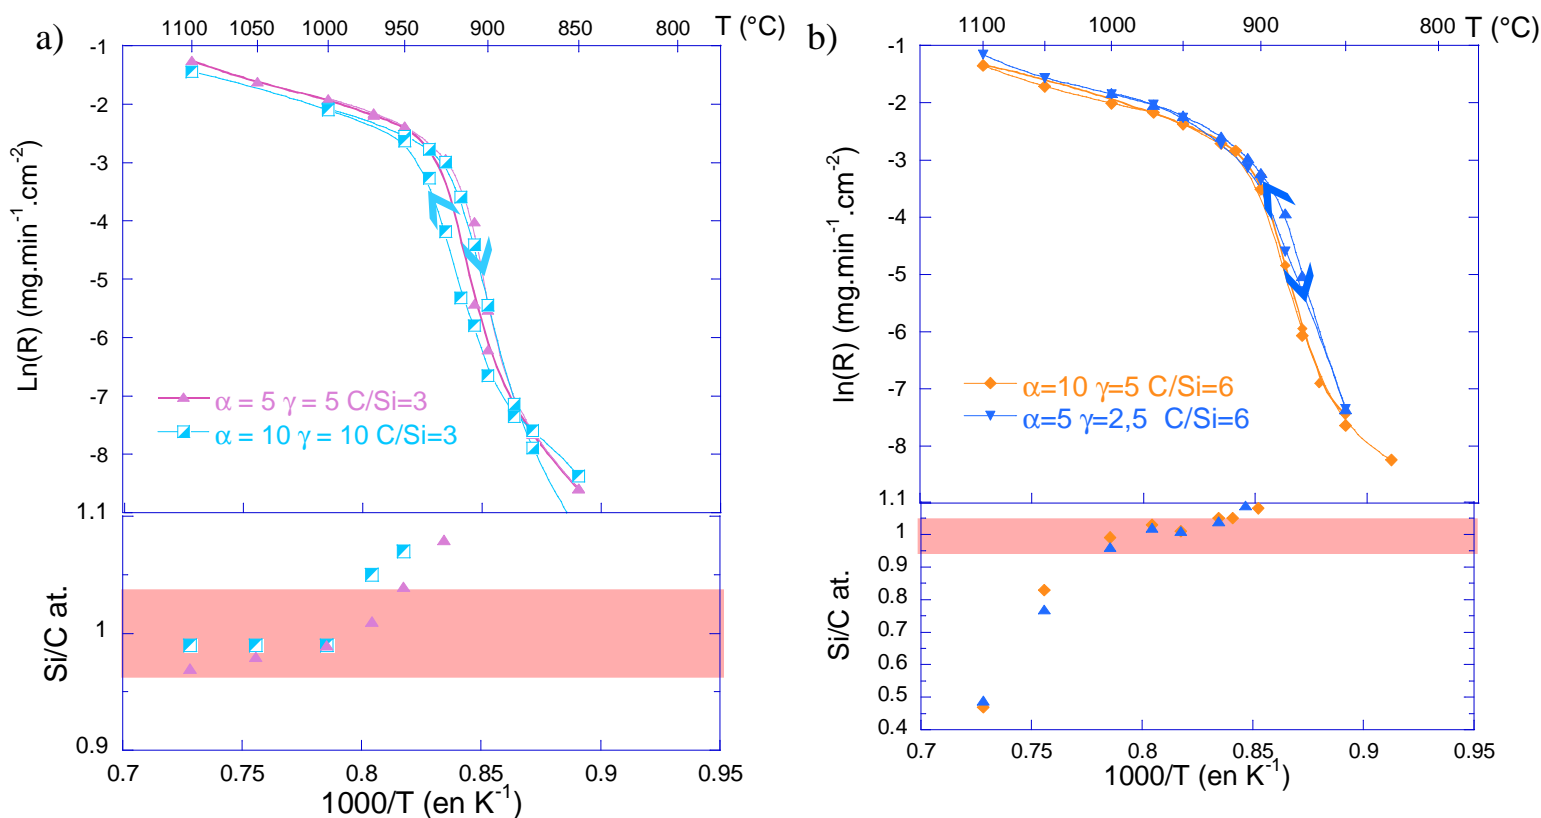 a)
1100 1050 1000 950 900 850 800 T (°C)
-1
-2
-3
-4
-5
-6
-7
-8
1.1
Ln(R) (mg.min⁻¹.cm⁻²)
α = 5 γ = 5 C/Si=3
α = 10 γ = 10 C/Si=3
1
0.9
Si/C at.
0.7 0.75 0.8 0.85 0.9 0.95
1000/T (en K⁻¹)
b)
1100 1000 900 800 T (°C)
-1
-2
-3
-4
-5
-6
-7
-8
1.1
ln(R) (mg.min⁻¹.cm⁻²)
α=10 γ=5 C/Si=6
α=5 γ=2,5 C/Si=6
1
0.9
0.8
0.7
0.6
0.5
0.4
Si/C at.
0.7 0.75 0.8 0.85 0.9 0.95
1000/T (en K⁻¹)